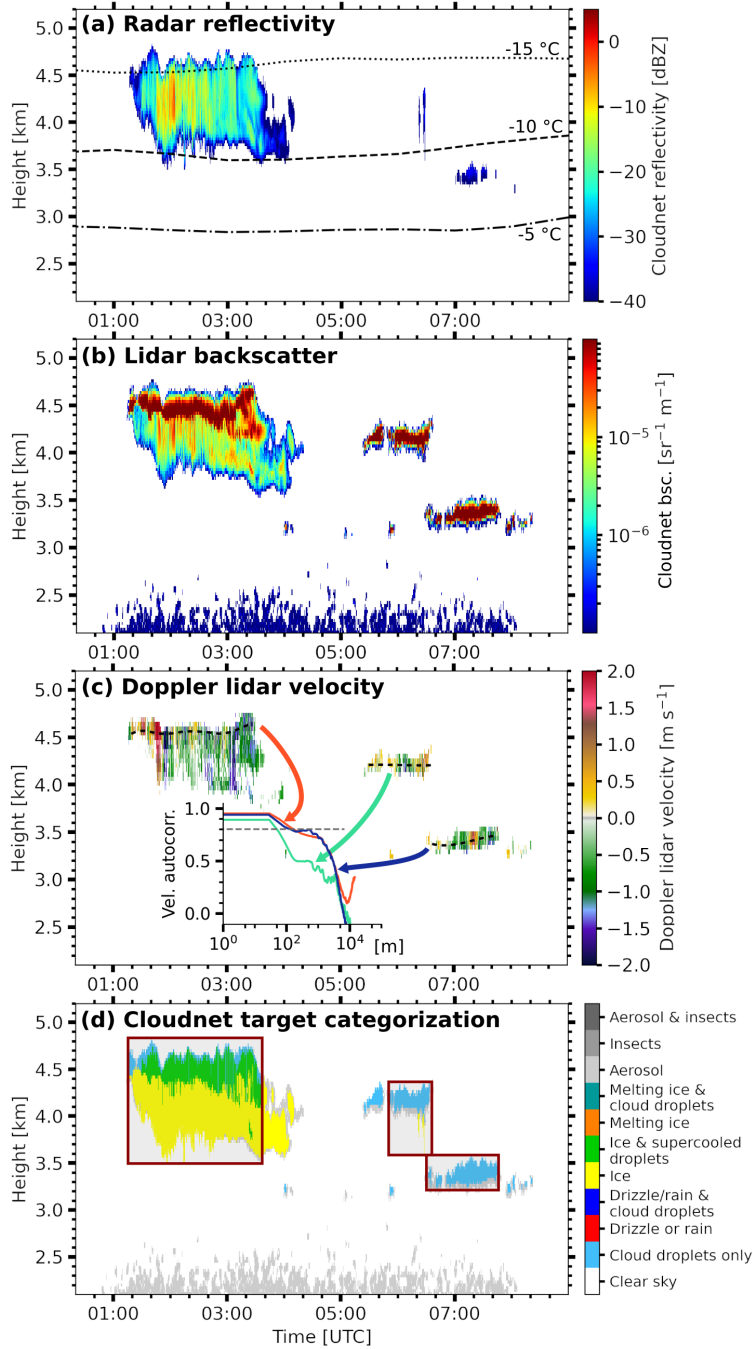 (a) Radar reflectivity
-15 °C
-10 °C
-5 °C
5.0
4.5
4.0
3.5
3.0
2.5
Height [km]
01:00 03:00 05:00 07:00
0
−10
−20
−30
−40
Cloudnet reflectivity [dBZ]
(b) Lidar backscatter
5.0
4.5
4.0
3.5
3.0
2.5
Height [km]
01:00 03:00 05:00 07:00
10−5
10−6
Cloudnet bsc. [sr−1 m−1]
(c) Doppler lidar velocity
5.0
4.5
4.0
3.5
3.0
2.5
Height [km]
Vel. autocorr.
1.0
0.5
0.0
100 102 104 [m]
01:00 03:00 05:00 07:00
2.0
1.5
1.0
0.5
0.0
−0.5
−1.0
−1.5
−2.0
Doppler lidar velocity [m s−1]
(d) Cloudnet target categorization
5.0
4.5
4.0
3.5
3.0
2.5
Height [km]
01:00 03:00 05:00 07:00
Time [UTC]
Aerosol & insects
Insects
Aerosol
Melting ice &
cloud droplets
Melting ice
Ice & supercooled
droplets
Ice
Drizzle/rain &
cloud droplets
Drizzle or rain
Cloud droplets only
Clear sky